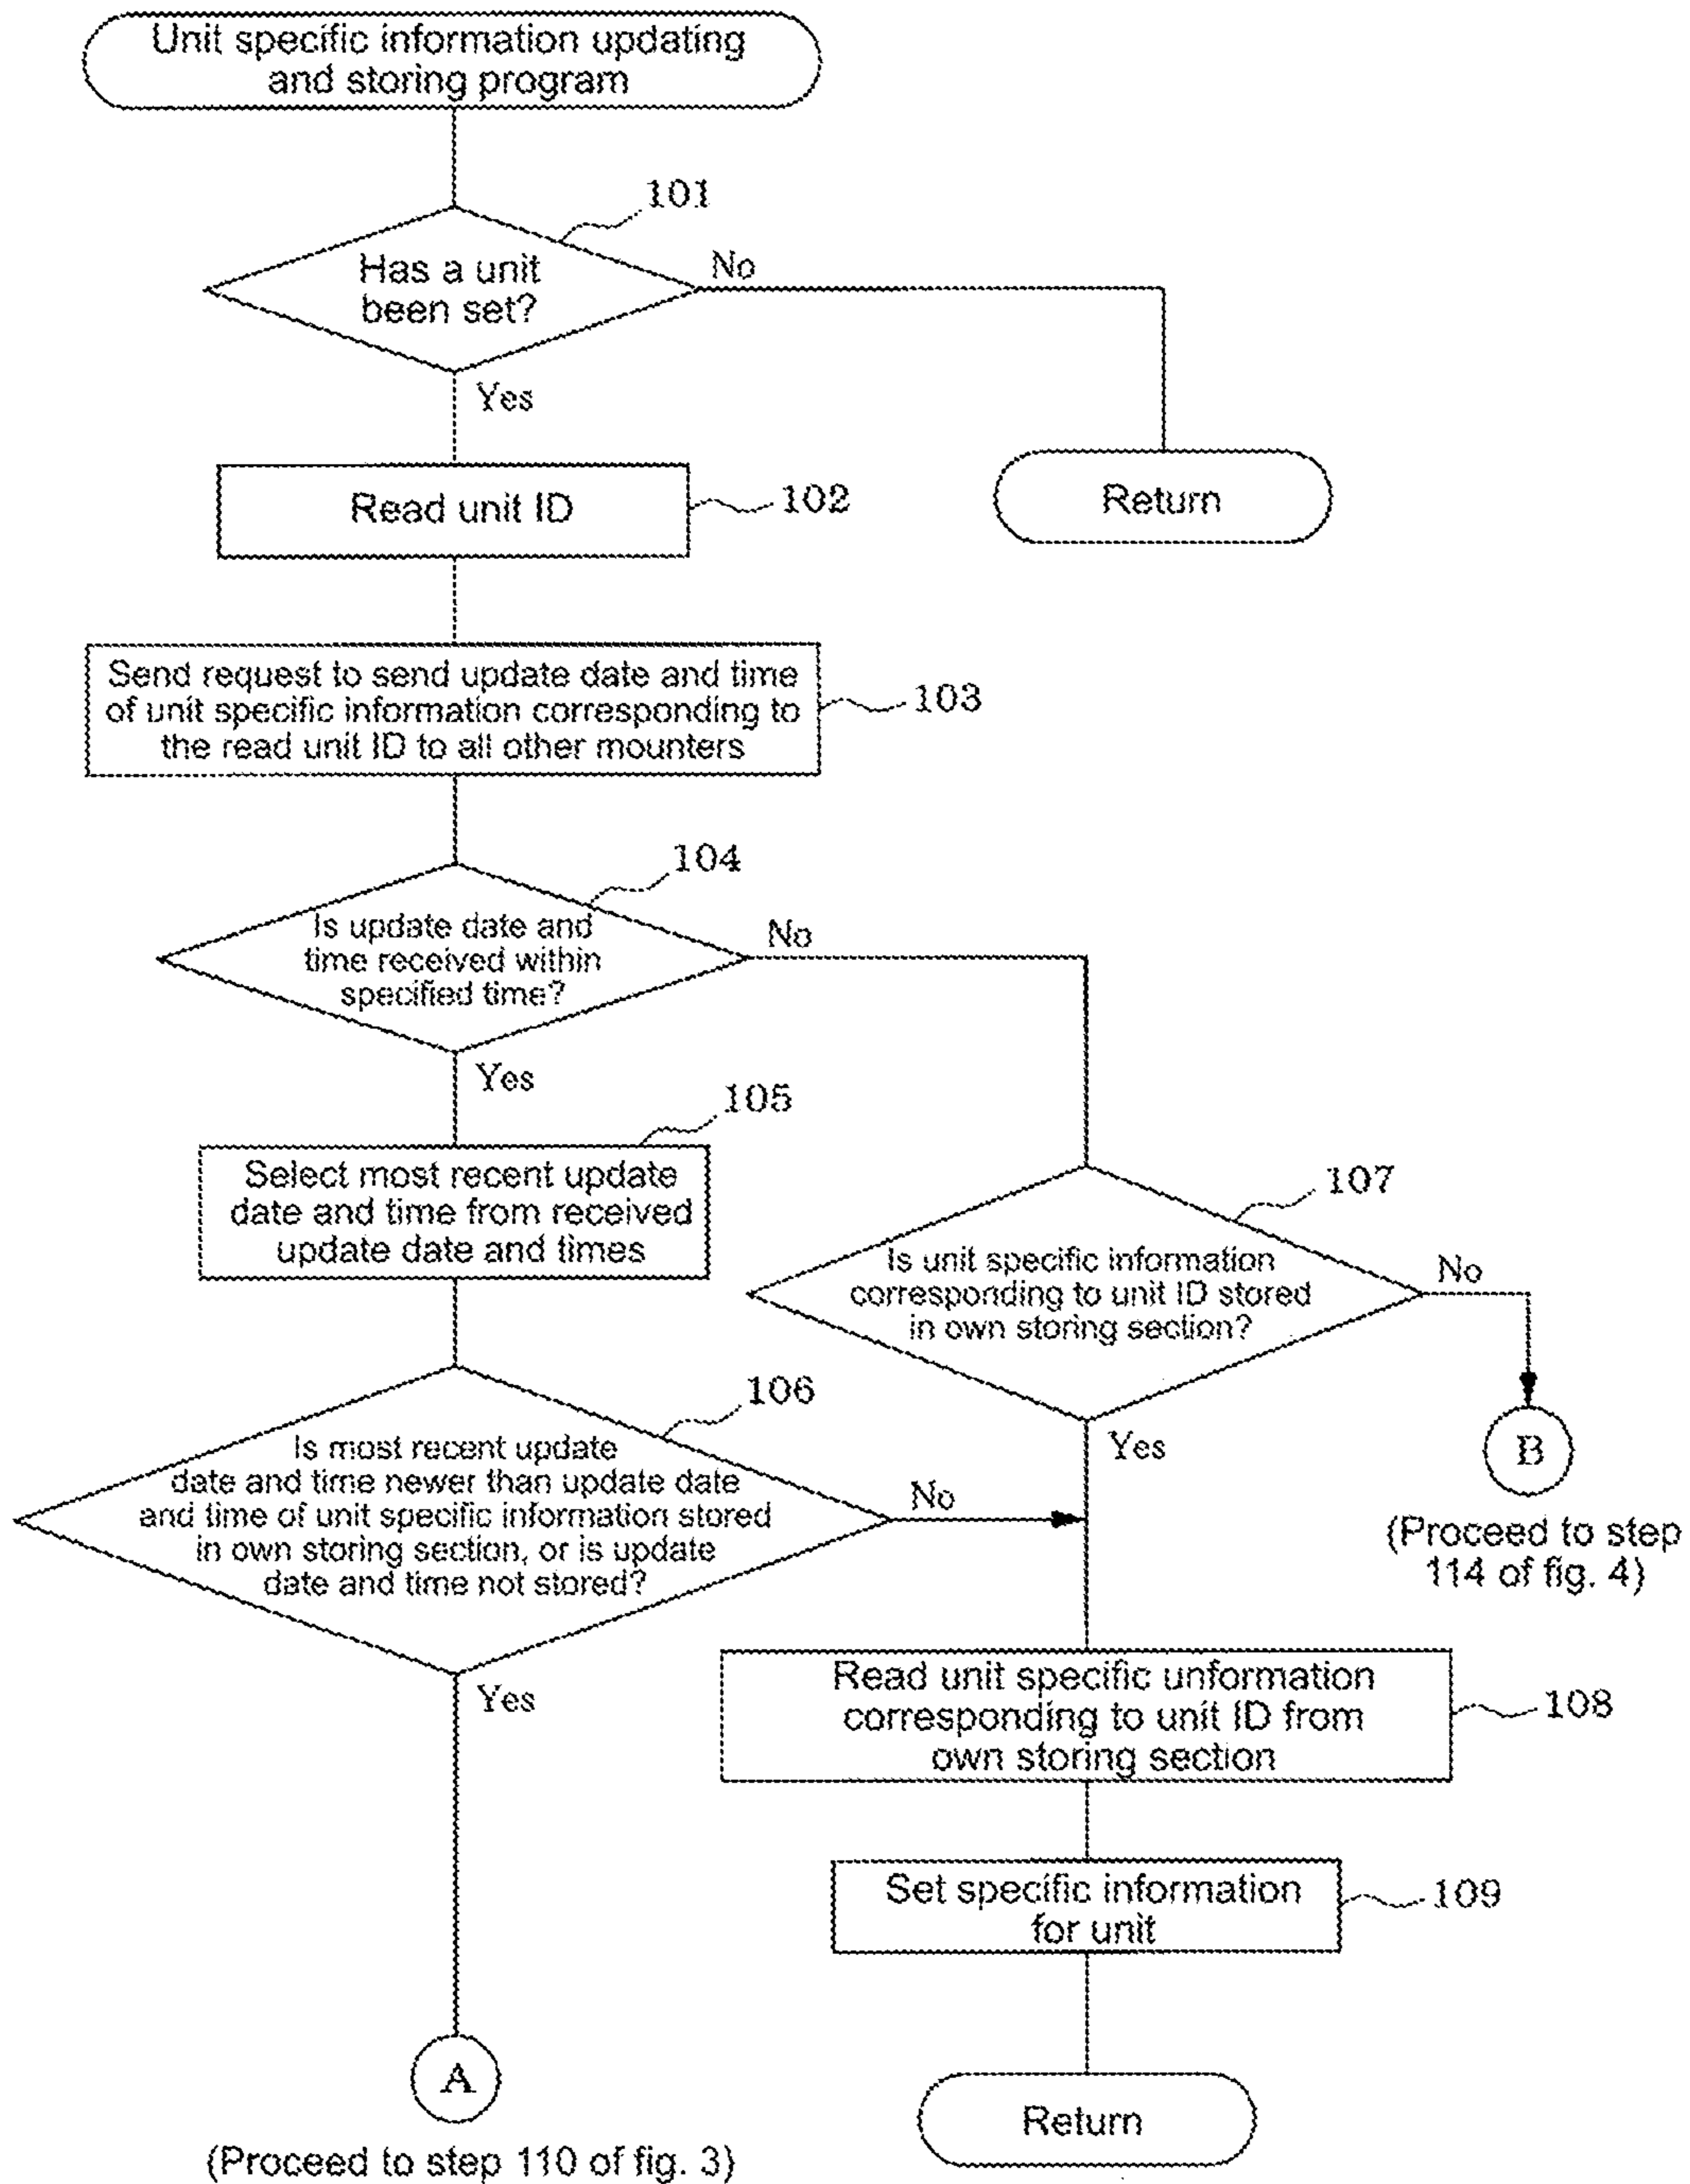 Unit specific information updating
and storing program
101
Has a unit
been set?
No
Yes
Read unit ID
102
Return
Send request to send update date and time
of unit specific information corresponding to
the read unit ID to all other mounters
103
104
Is update date and
time received within
specified time?
No
Yes
105
Select most recent update
date and time from received
update date and times
107
Is unit specific information
corresponding to unit ID stored
in own storing section?
No
Yes
B
(Proceed to step
114 of fig. 4)
106
Is most recent update
date and time newer than update date
and time of unit specific information stored
in own storing section, or is update
date and time not stored?
No
Yes
Read unit specific unformation
corresponding to unit ID from
own storing section
108
Set specific information
for unit
109
A
(Proceed to step 110 of fig. 3)
Return